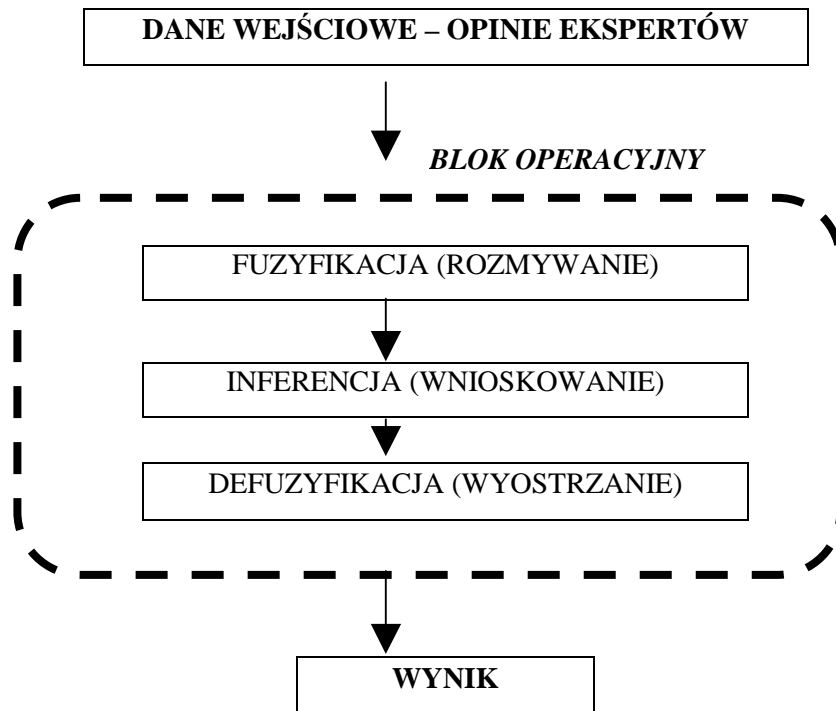 DANE WEJŚCIOWE – OPINIE EKSPERTÓW
BLOK OPERACYJNY
FUZYFIKACJA (ROZMYWANIE)
INFERENCJA (WNIOSKOWANIE)
DEFUZYFIKACJA (WYOSTRZANIE)
WYNIK